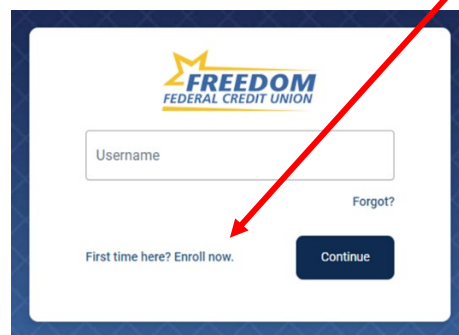 FREEDOM
FEDERAL CREDIT UNION
Username
Forgot?
First time here? Enroll now.
Continue